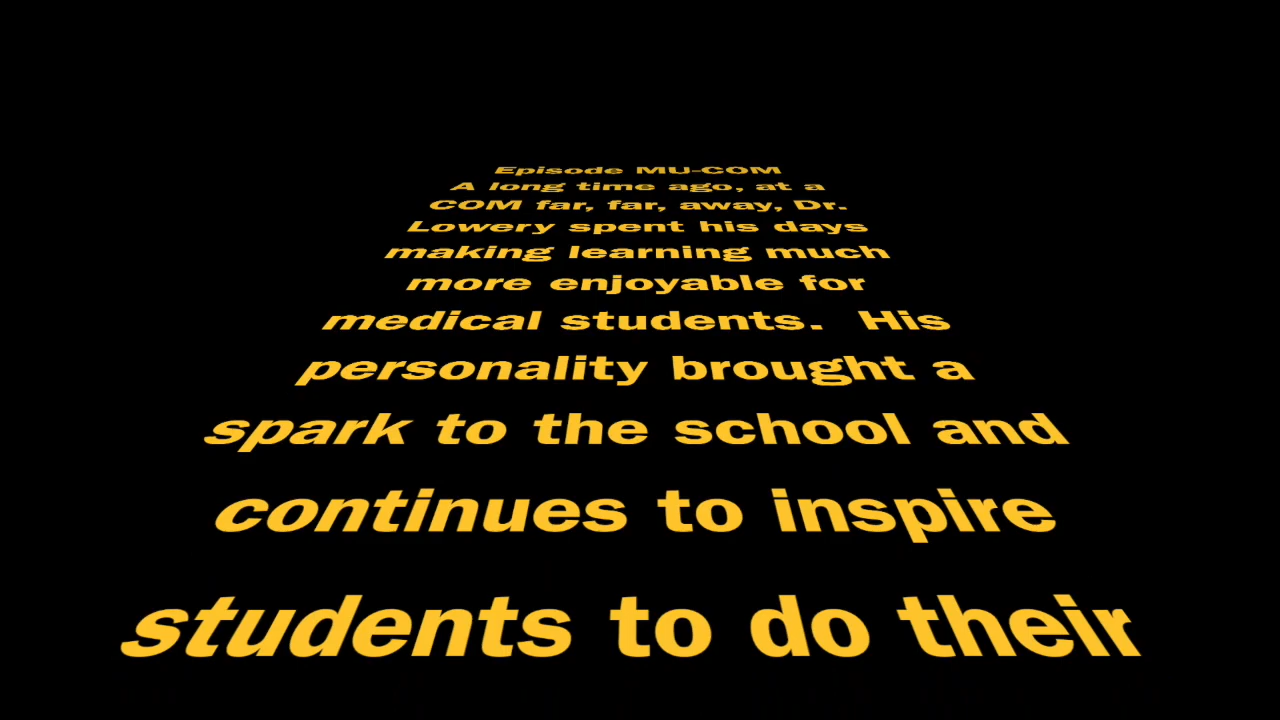 Episode MU-COM
A long time ago, at a
COM far, far, away, Dr.
Lowery spent his days
making learning much
more enjoyable for
medical students.  His
personality brought a
spark to the school and
continues to inspire
students to do their